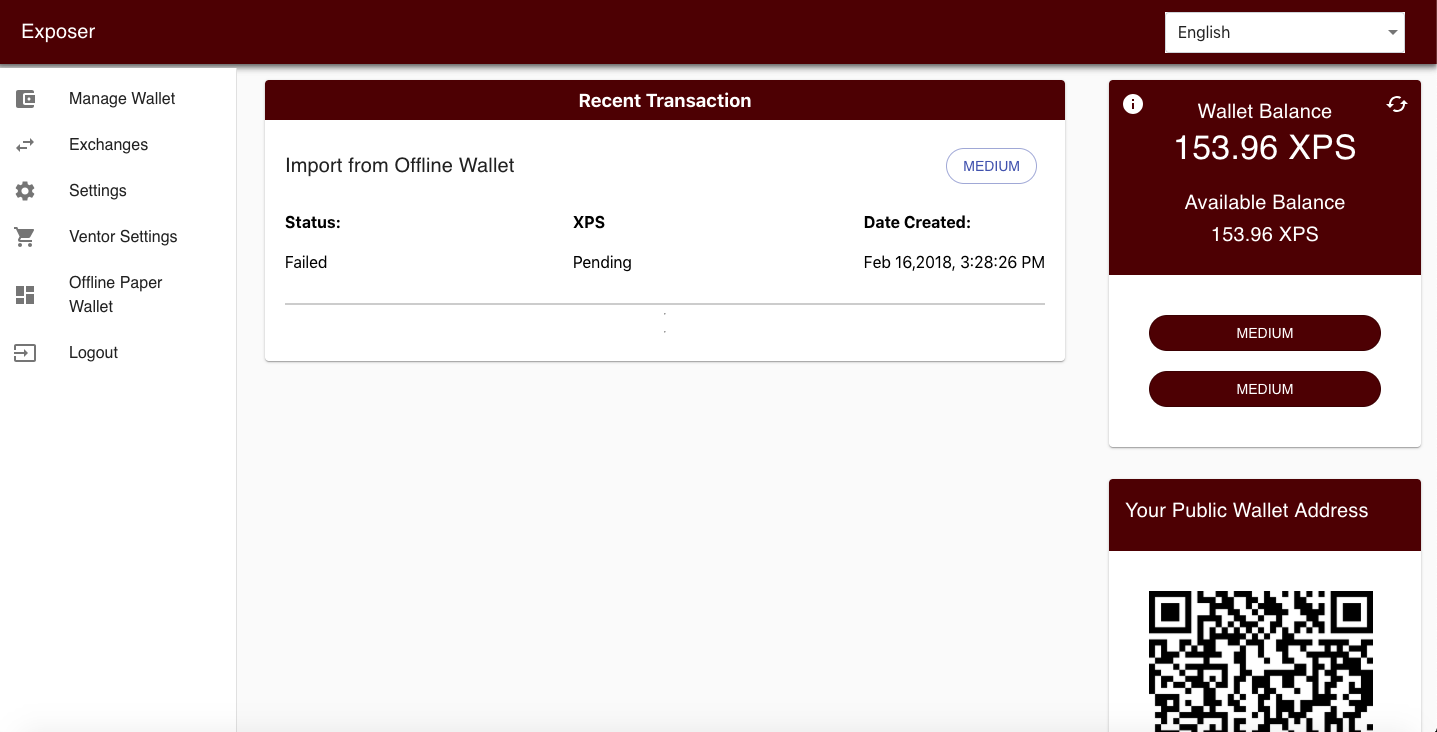 Exposer
English
Manage Wallet
Exchanges
Settings
Ventor Settings
Offline Paper
Wallet
Logout
Recent Transaction
Import from Offline Wallet
MEDIUM
Status:
XPS
Date Created:
Failed
Pending
Feb 16,2018, 3:28:26 PM
Wallet Balance
153.96 XPS
Available Balance
153.96 XPS
MEDIUM
MEDIUM
Your Public Wallet Address